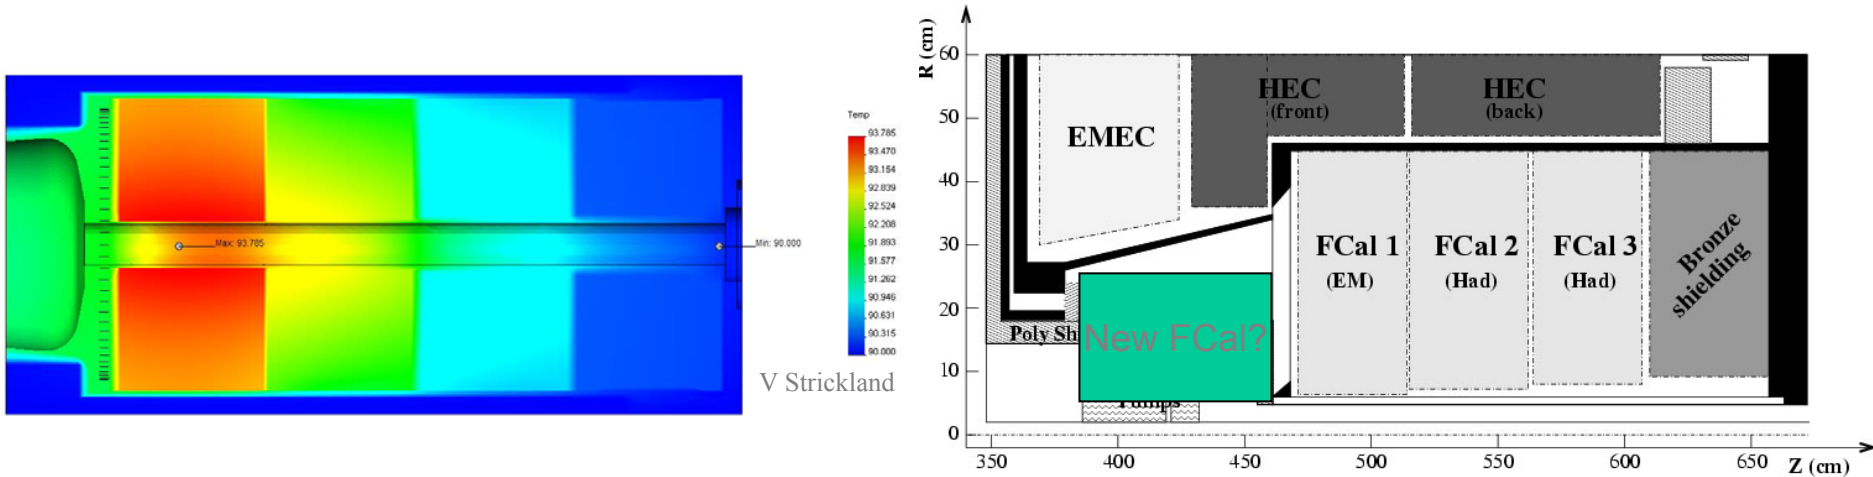 Temp
93.785
93.470
93.154
92.839
92.524
92.208
91.893
91.577
91.262
90.946
90.631
90.315
90.000
Max: 93.785
Min: 90.000
V Strickland
R (cm)
60
50
40
30
20
10
0
EMEC
HEC
(front)
HEC
(back)
FCal 1
(EM)
FCal 2
(Had)
FCal 3
(Had)
Bronze
shielding
Poly Sh
New FCal?
Pumps
350
400
450
500
550
600
650
Z (cm)